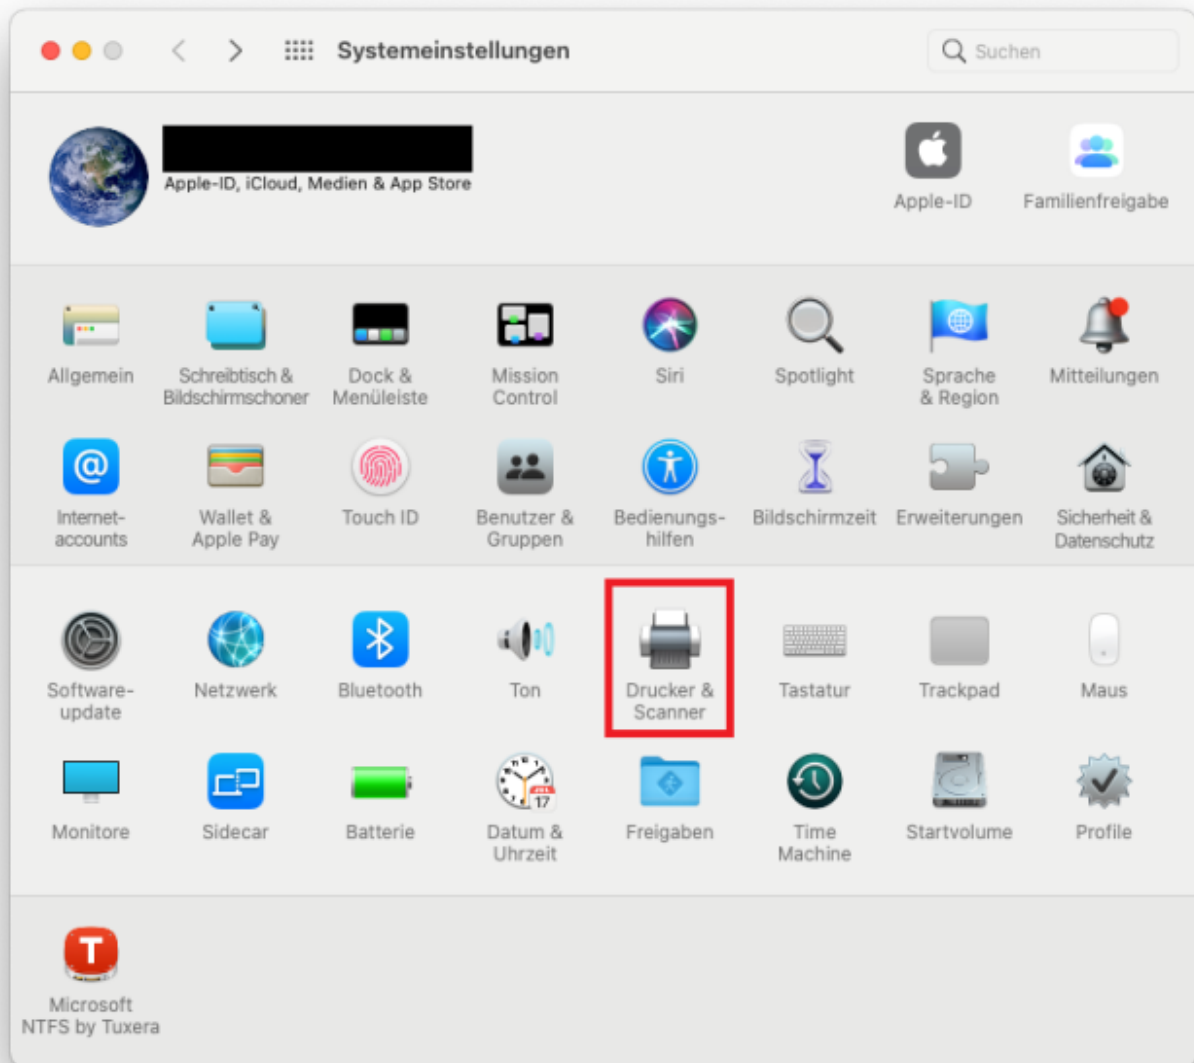 Systemeinstellungen
Suchen
Apple-ID, iCloud, Medien & App Store
Apple-ID
Familienfreigabe
Allgemein
Schreibtisch &
Bildschirmschoner
Dock &
Menüleiste
Mission
Control
Siri
Spotlight
Sprache
& Region
Mitteilungen
Internet-
accounts
Wallet &
Apple Pay
Touch ID
Benutzer &
Gruppen
Bedienungs-
hilfen
Bildschirmzeit
Erweiterungen
Sicherheit &
Datenschutz
Software-
update
Netzwerk
Bluetooth
Ton
Drucker &
Scanner
Tastatur
Trackpad
Maus
Monitore
Sidecar
Batterie
JUL
17
Datum &
Uhrzeit
Freigaben
Time
Machine
Startvolume
Profile
T
Microsoft
NTFS by Tuxera